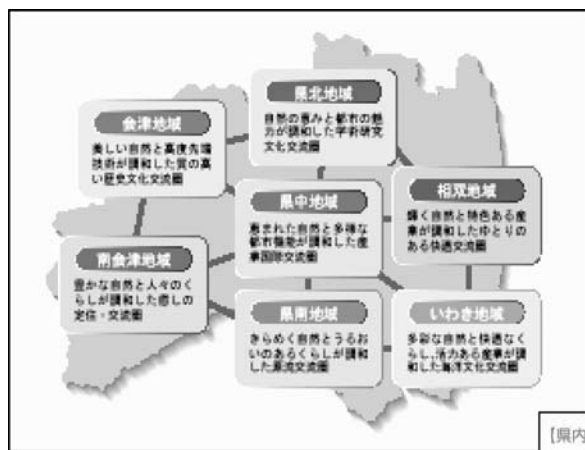 県北地域
自然の恵みと都市の魅
力が調和した学術研究
文化交流圏
会津地域
美しい自然と高度先端
技術が調和した質の高
い歴史文化交流圏
県中地域
恵まれた自然と多様な
都市機能が調和した産
業国際交流圏
相双地域
輝く自然と特色ある産
業が調和したゆとりの
ある快適交流圏
南会津地域
豊かな自然と人々のく
らしが調和した癒しの
定住・交流圏
県南地域
きらめく自然とうるお
いのあるくらしが調和
した原流交流圏
いわき地域
多彩な自然と快適なく
らし、活力ある産業が調
和した海洋文化交流圏
【県内